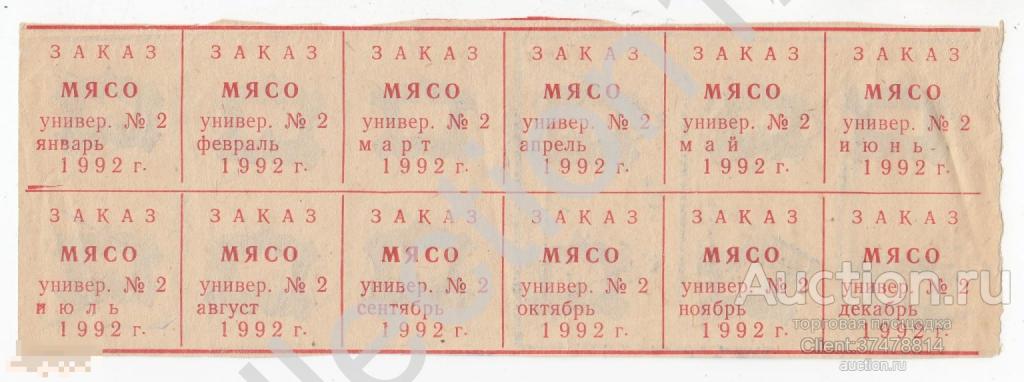 ЗАКАЗ ЗАКАЗ ЗАКАЗ ЗАКАЗ ЗАКАЗ ЗАКАЗ
МЯСО МЯСО МЯСО МЯСО МЯСО МЯСО
универ. № 2 универ. № 2 универ. № 2 универ. № 2 универ. № 2 универ. № 2
январь февраль март апрель май июнь
1992 г. 1992 г. 1992 г. 1992 г. 1992 г. 1992 г.
ЗАКАЗ ЗАКАЗ ЗАКАЗ ЗАКАЗ ЗАКАЗ ЗАКАЗ
МЯСО МЯСО МЯСО МЯСО МЯСО МЯСО
универ. № 2 универ. № 2 универ. № 2 универ. № 2 универ. № 2 универ. № 2
июль август сентябрь октябрь ноябрь декабрь
1992 г. 1992 г. 1992 г. 1992 г. 1992 г. 1992 г.
Auction.ru
торговая площадка
Client:37478814
auction.ru